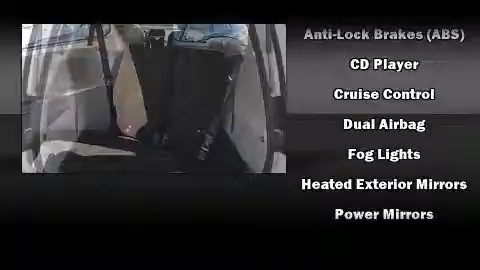 Anti-Lock Brakes (ABS)
CD Player
Cruise Control
Dual Airbag
Fog Lights
Heated Exterior Mirrors
Power Mirrors